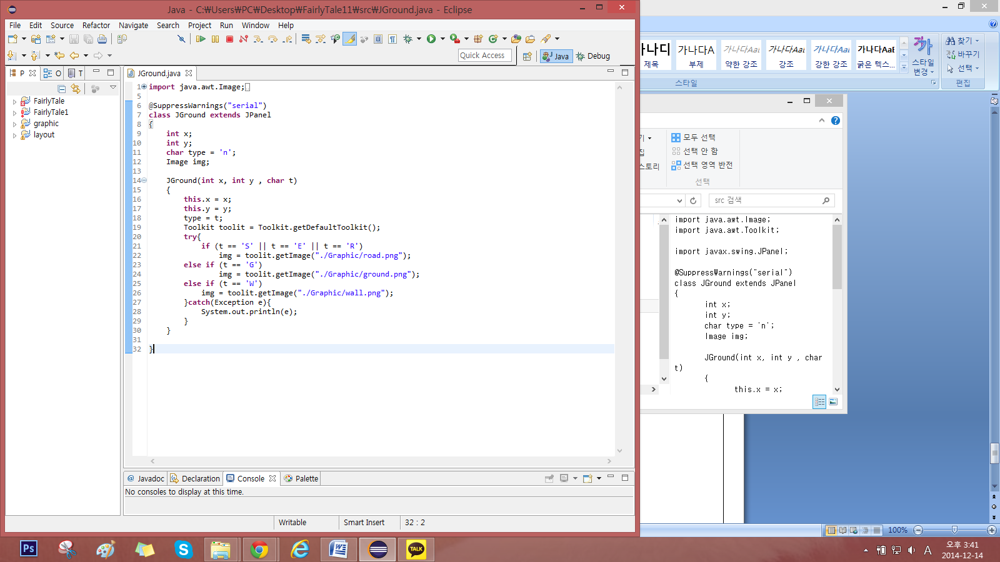 Java - C:₩Users₩PC₩Desktop₩FairlyTale11₩src₩JGround.java - Eclipse
File Edit Source Refactor Navigate Search Project Run Window Help
Quick Access
Java
Debug
P
O
T
JGround.java
FairlyTale
FairlyTale1
graphic
layout
1 import java.awt.Image;
5
6 @SuppressWarnings("serial")
7 class JGround extends JPanel
8 {
9 int x;
10 int y;
11 char type = 'n';
12 Image img;
13
14 JGround(int x, int y , char t)
15 {
16 this.x = x;
17 this.y = y;
18 type = t;
19 Toolkit toolit = Toolkit.getDefaultToolkit();
20 try{
21 if (t == 'S' || t == 'E' || t == 'R')
22 img = toolit.getImage("./Graphic/road.png");
23 else if (t == 'G')
24 img = toolit.getImage("./Graphic/ground.png");
25 else if (t == 'W')
26 img = toolit.getImage("./Graphic/wall.png");
27 }catch(Exception e){
28 System.out.println(e);
29 }
30 }
31
32 }
@ Javadoc Declaration Console Palette
No consoles to display at this time.
Writable Smart Insert 32 : 2
가나디 가나다A 가나다Aa 가나다Aa 가나다Aa 가나다Aa
제목 부제 약한 강조 강조 강한 강조 굵은 텍스...
가
스타일
변경
찾기
바꾸기
선택
스타일
편집
기
모두 선택
집
선택 안 함
스토리
선택 영역 반전
선택
src 검색
import java.awt.Image;
import java.awt.Toolkit;
import javax.swing.JPanel;
@SuppressWarnings("serial")
class JGround extends JPanel
{
int x;
int y;
char type = 'n';
Image img;
JGround(int x, int y , char
t)
{
this.x = x;
100%
Ps
TALK
A
오후 3:41
2014-12-14